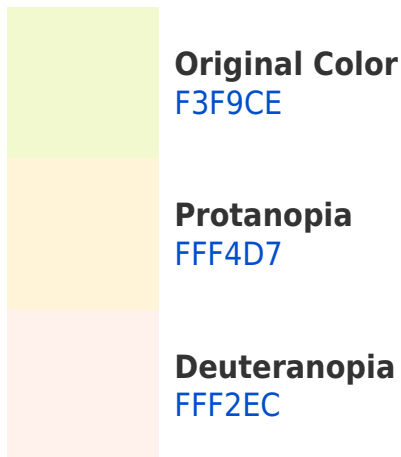 Original Color
F3F9CE
Protanopia
FFF4D7
Deuteranopia
FFF2EC